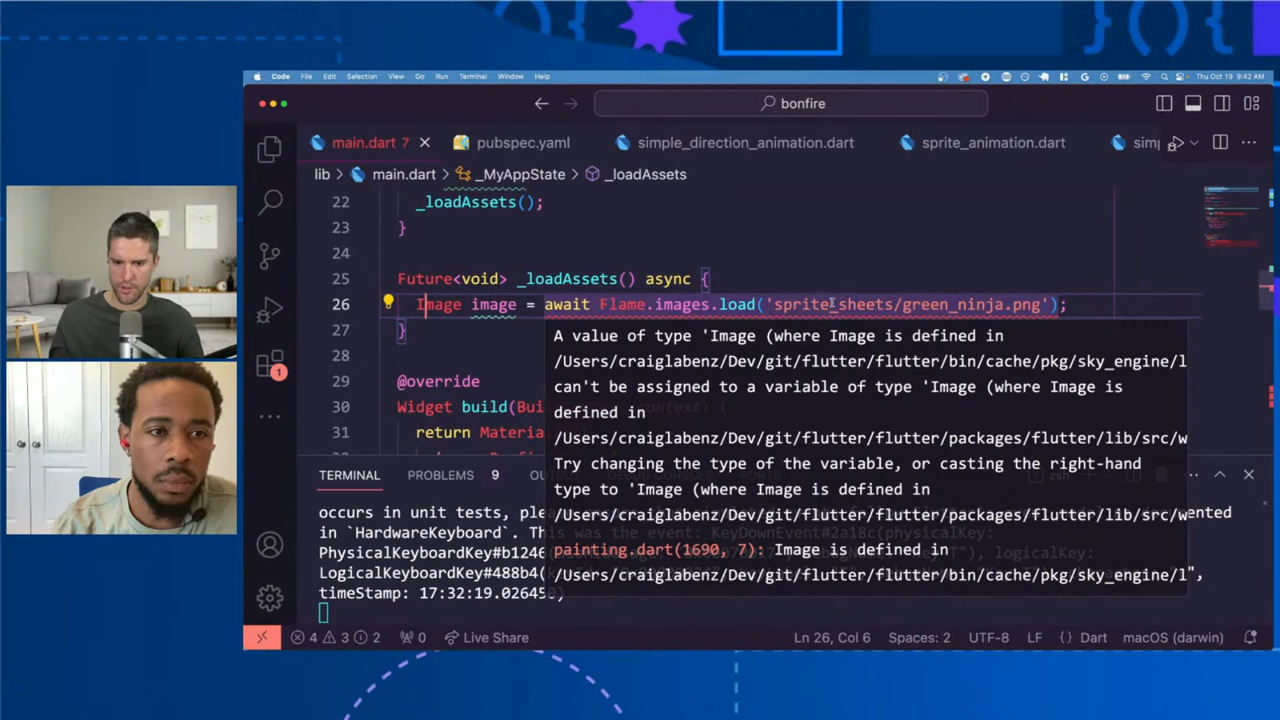 Code File Edit Selection View Go Run Terminal Window Help
Thu Oct 19 9:42 AM
bonfire
main.dart 7
pubspec.yaml
simple_direction_animation.dart
sprite_animation.dart
simp
lib > main.dart > _MyAppState > _loadAssets
22 _loadAssets();
23 }
24
25 Future<void> _loadAssets() async {
26 Image image = await Flame.images.load('sprite_sheets/green_ninja.png');
27 }
28
29 @override
30 Widget build(Bui context) {
31 return Material
A value of type 'Image (where Image is defined in
/Users/craiglabenz/Dev/git/flutter/flutter/bin/cache/pkg/sky_engine/l
can't be assigned to a variable of type 'Image (where Image is
defined in
/Users/craiglabenz/Dev/git/flutter/flutter/packages/flutter/lib/src/w
Try changing the type of the variable, or casting the right-hand
type to 'Image (where Image is defined in
/Users/craiglabenz/Dev/git/flutter/flutter/packages/flutter/lib/src/w
painting.dart(1690, 7): Image is defined in
/Users/craiglabenz/Dev/git/flutter/flutter/bin/cache/pkg/sky_engine/l
TERMINAL PROBLEMS 9 OU
occurs in unit tests, ple
in `HardwareKeyboard`. Th
PhysicalKeyboardKey#b1246
LogicalKeyboardKey#488b4(
timeStamp: 17:32:19.02645
1
4 3 2 0 Live Share
Ln 26, Col 6 Spaces: 2 UTF-8 LF {} Dart macOS (darwin)